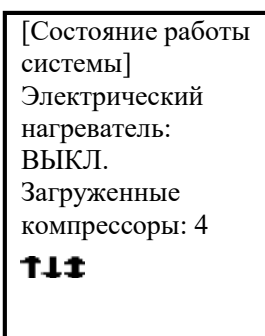 [Состояние работы
системы]
Электрический
нагреватель:
ВЫКЛ.
Загруженные
компрессоры: 4